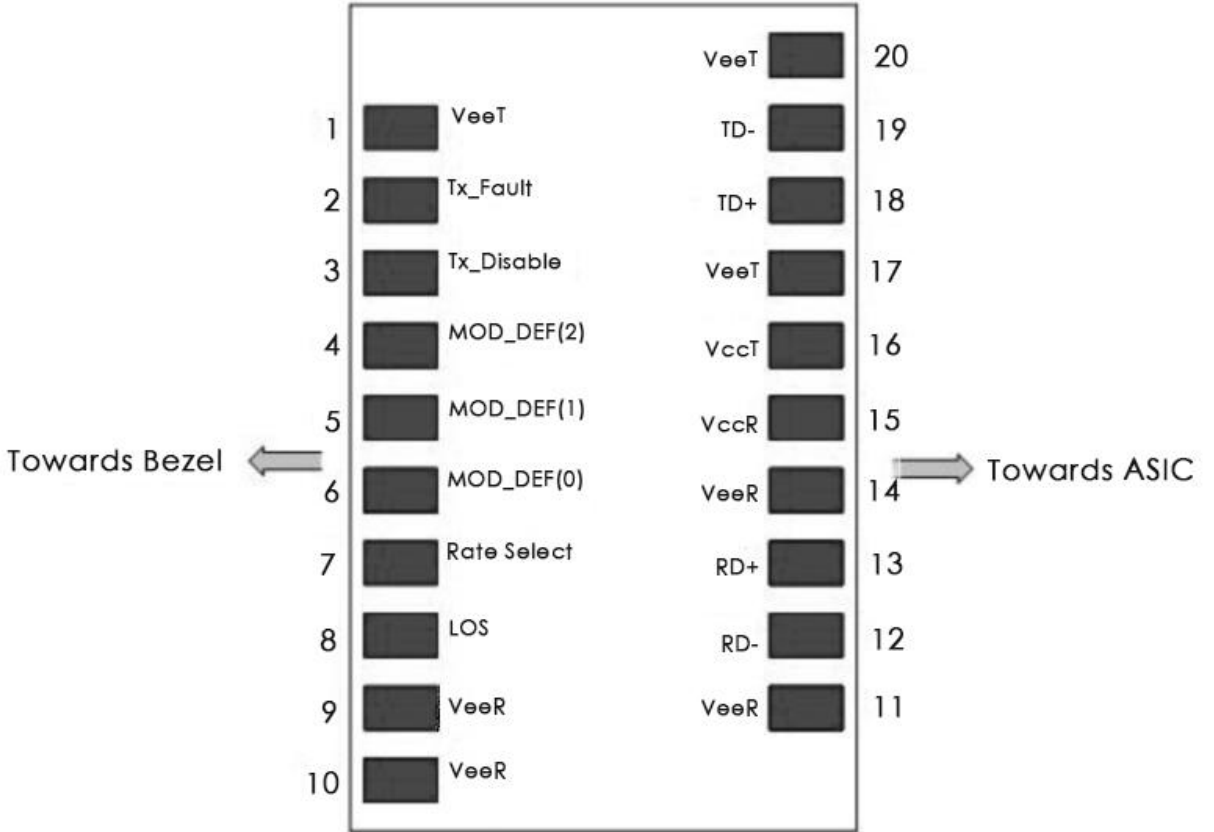 VeeT 20
1 VeeT TD- 19
2 Tx_Fault TD+ 18
3 Tx_Disable VeeT 17
4 MOD_DEF(2) VccT 16
5 MOD_DEF(1) VccR 15
Towards Bezel Towards ASIC
6 MOD_DEF(0) VeeR 14
7 Rate Select RD+ 13
8 LOS RD- 12
9 VeeR VeeR 11
10 VeeR